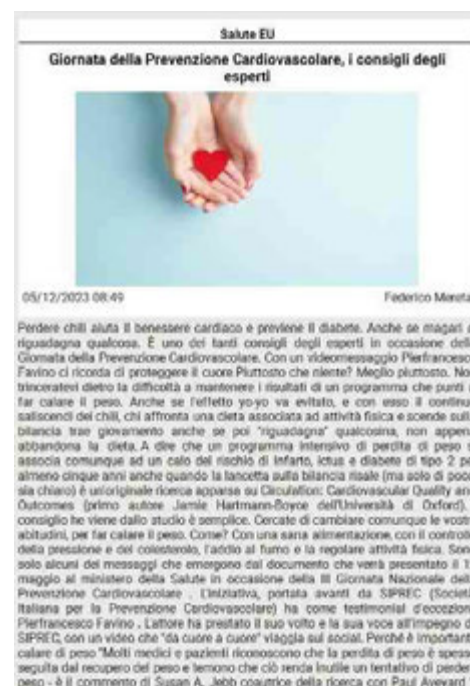 Salute EU
Giornata della Prevenzione Cardiovascolare, i consigli degli
esperti
05/12/2023 08:49 Federico Mereta
Perdere chili aiuta il benessere cardiaco e previene il diabete. Anche se magari
riguadagna qualcosa. È uno dei tanti consigli degli esperti in occasione
Giornata della Prevenzione Cardiovascolare. Con un videomessaggio Pierfrancesco
Favino ci ricorda di proteggere il cuore Piuttosto che niente? Meglio piuttosto.
trinceratevi dietro la difficoltà a mantenere i risultati di un programma che punti
far calare il peso. Anche se l'effetto yo-yo va evitato, e con esso il continuo
saliscendi dei chili, chi affronta una dieta associata ad attività fisica e scende
bilancia trae giovamento anche se poi "riguadagna" qualcosina, non appena
abbandona la dieta. A dire che un programma intensivo di perdita di peso
associa comunque ad un calo del rischio di infarto, ictus e diabete di tipo 2
almeno cinque anni anche quando la lancetta sulla bilancia risale (ma solo di poco
sia chiaro) è un'originale ricerca apparsa su Circulation: Cardiovascular Quality and
Outcomes (primo autore Jamie Hartmann-Boyce dell'Università di Oxford).
consiglio he viene dallo studio è semplice. Cercate di cambiare comunque le
abitudini, per far calare il peso. Come? Con una sana alimentazione, con il
della pressione e del colesterolo, l'addio al fumo e la regolare attività fisica.
solo alcuni dei messaggi che emergono dal documento che verrà presentato il
maggio al ministero della Salute in occasione della III Giornata Nazionale
Prevenzione Cardiovascolare . L'iniziativa, portata avanti da SIPREC (Società
Italiana per la Prevenzione Cardiovascolare) ha come testimonial d'eccezione
Pierfrancesco Favino . L'attore ha prestato il suo volto e la sua voce all'impegno
SIPREC, con un video che "da cuore a cuore" viaggia sui social. Perché è importante
calare di peso "Molti medici e pazienti riconoscono che la perdita di peso è spesso
seguita dal recupero del peso e temono che ciò renda inutile un tentativo di perdere
peso - è il commento di Susan A. Jebb coautrice della ricerca con Paul Aveyard.